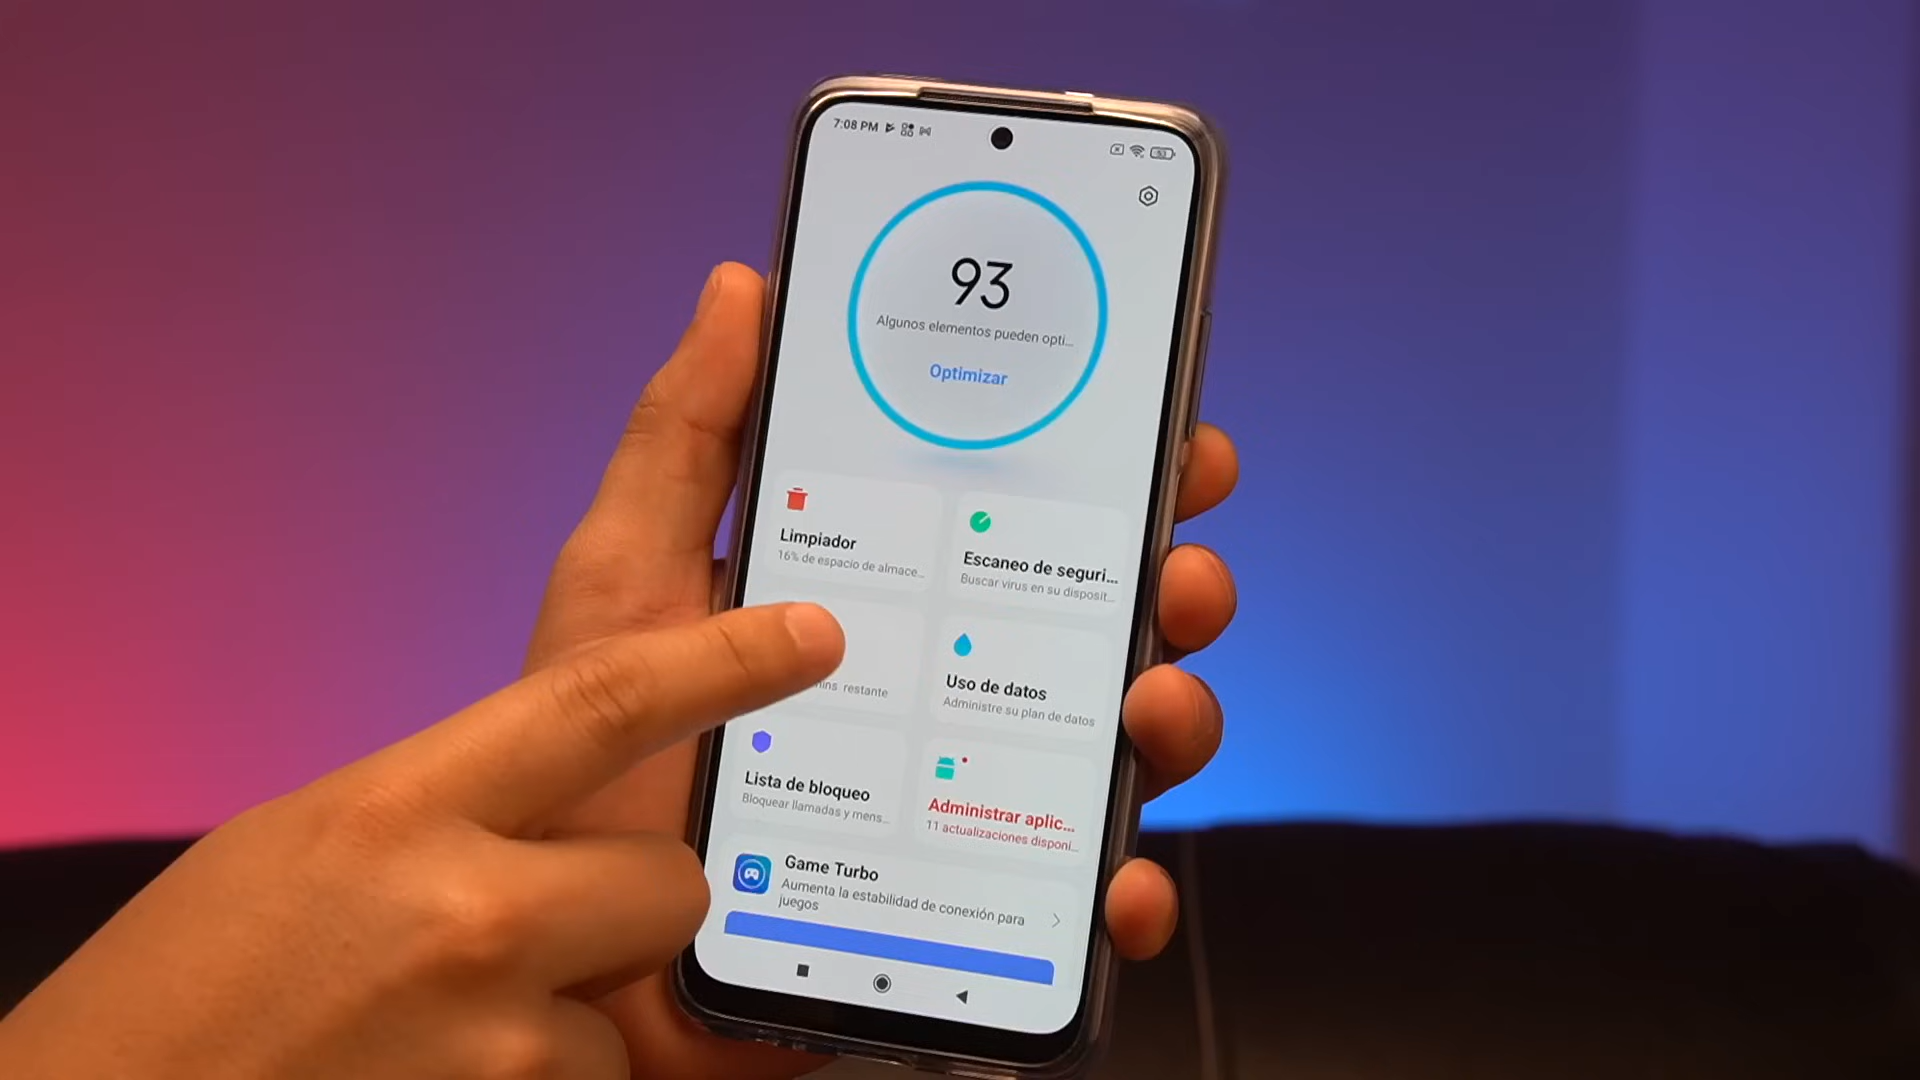 7:08 PM
93
Algunos elementos pueden opti...
Optimizar
Limpiador
16% de espacio de almace...
Escaneo de seguri...
Buscar virus en su disposit...
restante
Uso de datos
Administre su plan de datos
Lista de bloqueo
Bloquear llamadas y mens...
Administrar aplic...
11 actualizaciones disponi...
Game Turbo
Aumenta la estabilidad de conexión para
juegos